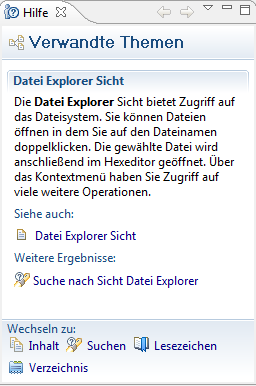 Hilfe
Verwandte Themen
Datei Explorer Sicht
Die Datei Explorer Sicht bietet Zugriff auf
das Dateisystem. Sie können Dateien
öffnen in dem Sie auf den Dateinamen
doppelklicken. Die gewählte Datei wird
anschließend im Hexeditor geöffnet. Über
das Kontextmenü haben Sie Zugriff auf
viele weitere Operationen.
Siehe auch:
Datei Explorer Sicht
Weitere Ergebnisse:
Suche nach Sicht Datei Explorer
Wechseln zu:
Inhalt Suchen Lesezeichen
Verzeichnis